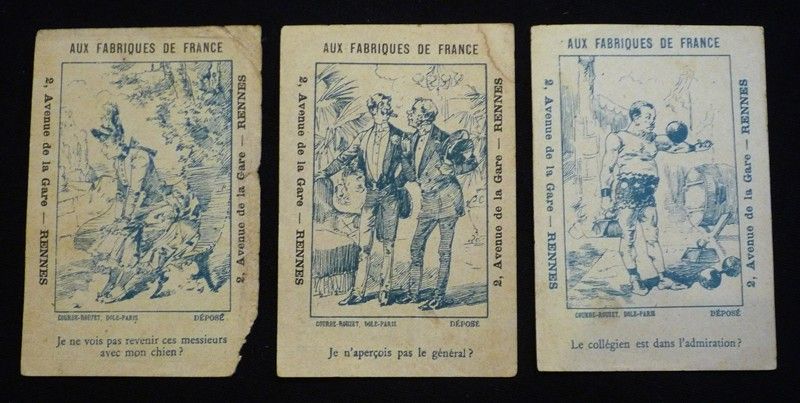 AUX FABRIQUES DE FRANCE
2, Avenue de la Gare — RENNES
2, Avenue de la Gare — RENNES
COURBE-ROUZET, DOLE-PARIS DÉPOSÉ
Je ne vois pas revenir ces messieurs
avec mon chien?
AUX FABRIQUES DE FRANCE
2, Avenue de la Gare — RENNES
2, Avenue de la Gare — RENNES
COURBE-ROUZET, DOLE-PARIS DÉPOSÉ
Je n'aperçois pas le général?
AUX FABRIQUES DE FRANCE
2, Avenue de la Gare — RENNES
2, Avenue de la Gare — RENNES
COURBE-ROUZET, DOLE-PARIS DÉPOSÉ
Le collégien est dans l'admiration?